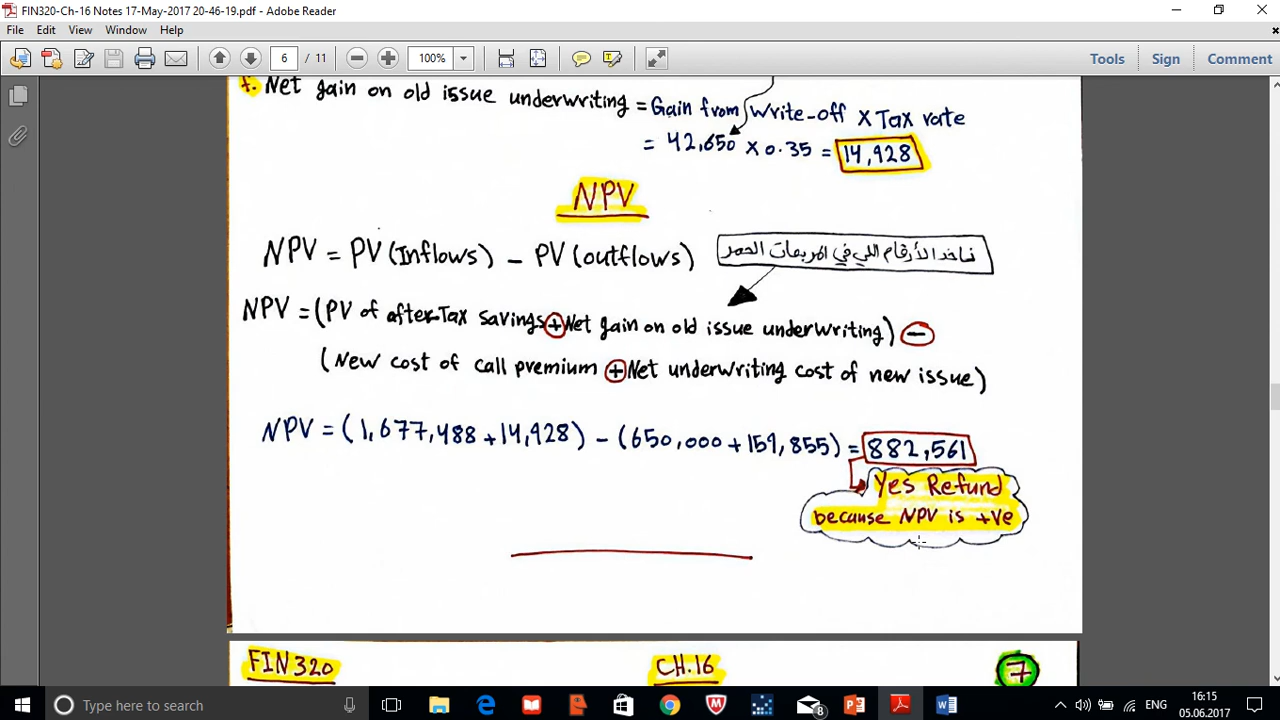 FIN320-Ch-16 Notes 17-May-2017 20-46-19.pdf - Adobe Reader
File Edit View Window Help
6 / 11 100% Tools Sign Comment
f. Net gain on old issue underwriting = Gain from Write-off x Tax rate
= 42,650 x 0.35 = 14,928
NPV
NPV = PV (Inflows) - PV (outflows)
ناخد الأرقام اللي في المربعات الحمر
NPV = (PV of after-Tax savings + Net gain on old issue underwriting) -
(New cost of call premium + Net underwriting cost of new issue)
NPV = (1,677,488 + 14,928) - (650,000 + 159,855) = 882,561
Yes Refund
because NPV is +ve
FIN 320 CH.16 7
Type here to search
8
ENG
16:15
05.06.2017